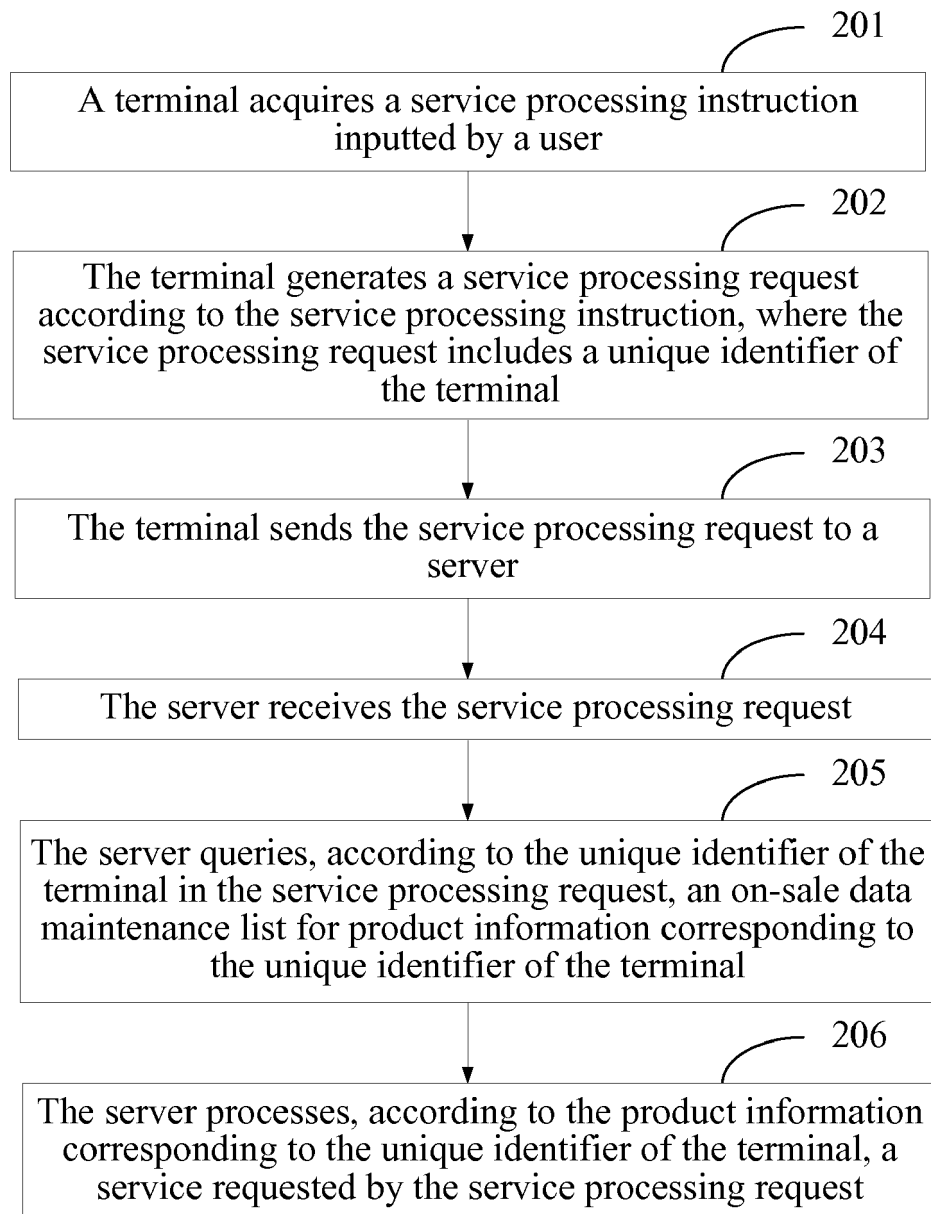 201
A terminal acquires a service processing instruction
inputted by a user
202
The terminal generates a service processing request
according to the service processing instruction, where the
service processing request includes a unique identifier of
the terminal
203
The terminal sends the service processing request to a
server
204
The server receives the service processing request
205
The server queries, according to the unique identifier of the
terminal in the service processing request, an on-sale data
maintenance list for product information corresponding to
the unique identifier of the terminal
206
The server processes, according to the product information
corresponding to the unique identifier of the terminal, a
service requested by the service processing request